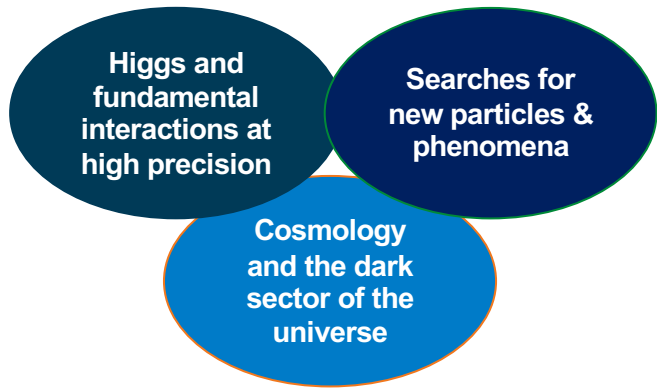 Higgs and
fundamental
interactions at
high precision
Searches for
new particles &
phenomena
Cosmology
and the dark
sector of the
universe